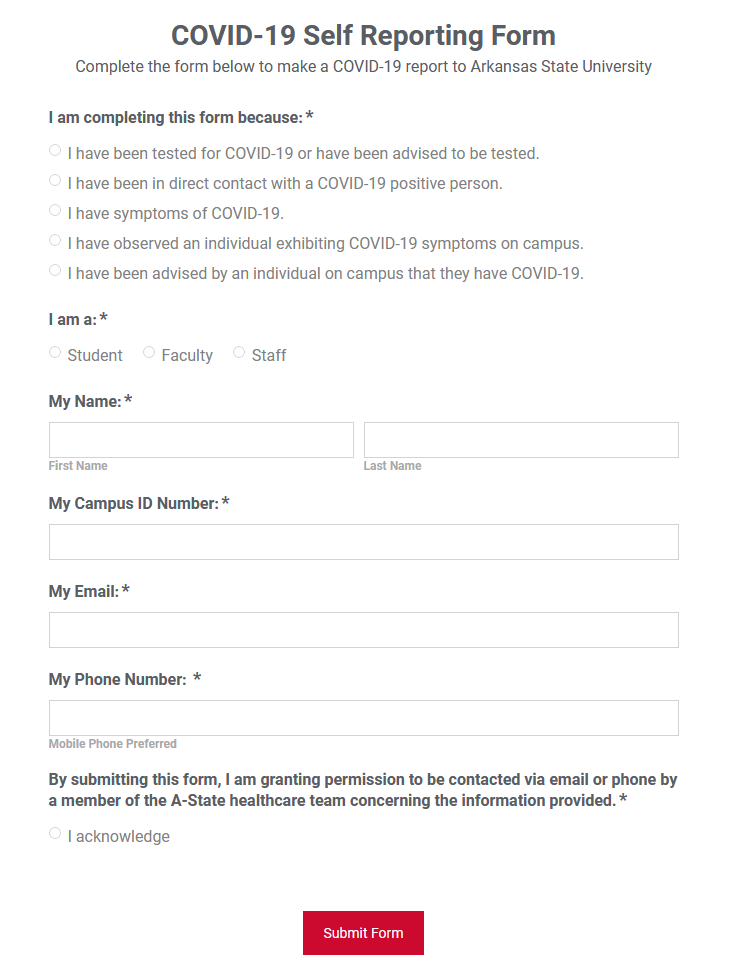 COVID-19 Self Reporting Form
Complete the form below to make a COVID-19 report to Arkansas State University
I am completing this form because:*
I have been tested for COVID-19 or have been advised to be tested.
I have been in direct contact with a COVID-19 positive person.
I have symptoms of COVID-19.
I have observed an individual exhibiting COVID-19 symptoms on campus.
I have been advised by an individual on campus that they have COVID-19.
I am a:*
Student Faculty Staff
My Name:*
First Name Last Name
My Campus ID Number:*
My Email:*
My Phone Number: *
Mobile Phone Preferred
By submitting this form, I am granting permission to be contacted via email or phone by
a member of the A-State healthcare team concerning the information provided.*
I acknowledge
Submit Form